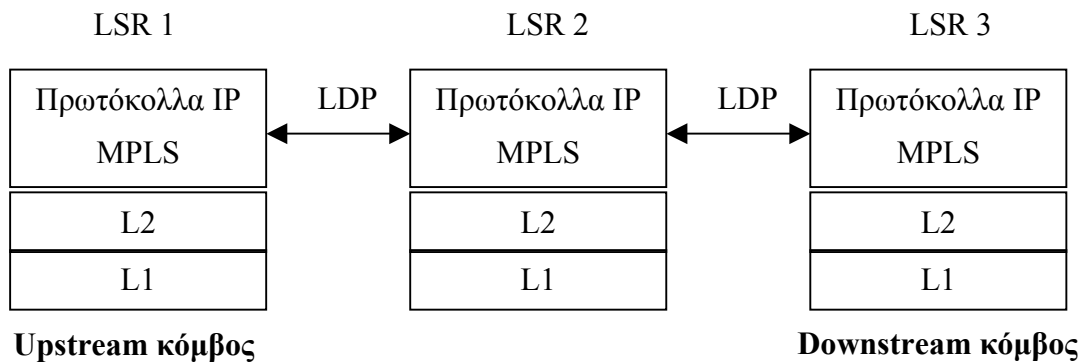 LSR 1
LSR 2
LSR 3
Πρωτόκολλα IP
MPLS
LDP
Πρωτόκολλα IP
MPLS
LDP
Πρωτόκολλα IP
MPLS
L2
L2
L2
L1
L1
L1
Upstream κόμβος
Downstream κόμβος